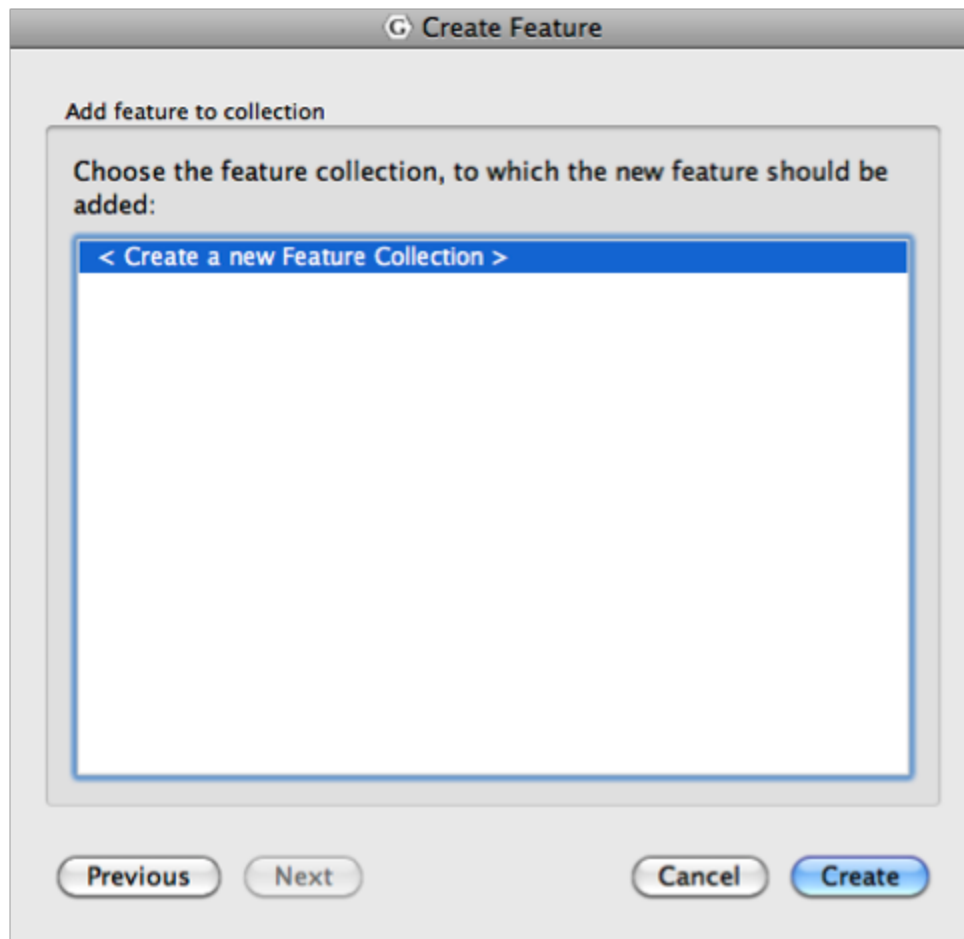 G Create Feature
Add feature to collection
Choose the feature collection, to which the new feature should be
added:
< Create a new Feature Collection >
Previous Next Cancel Create